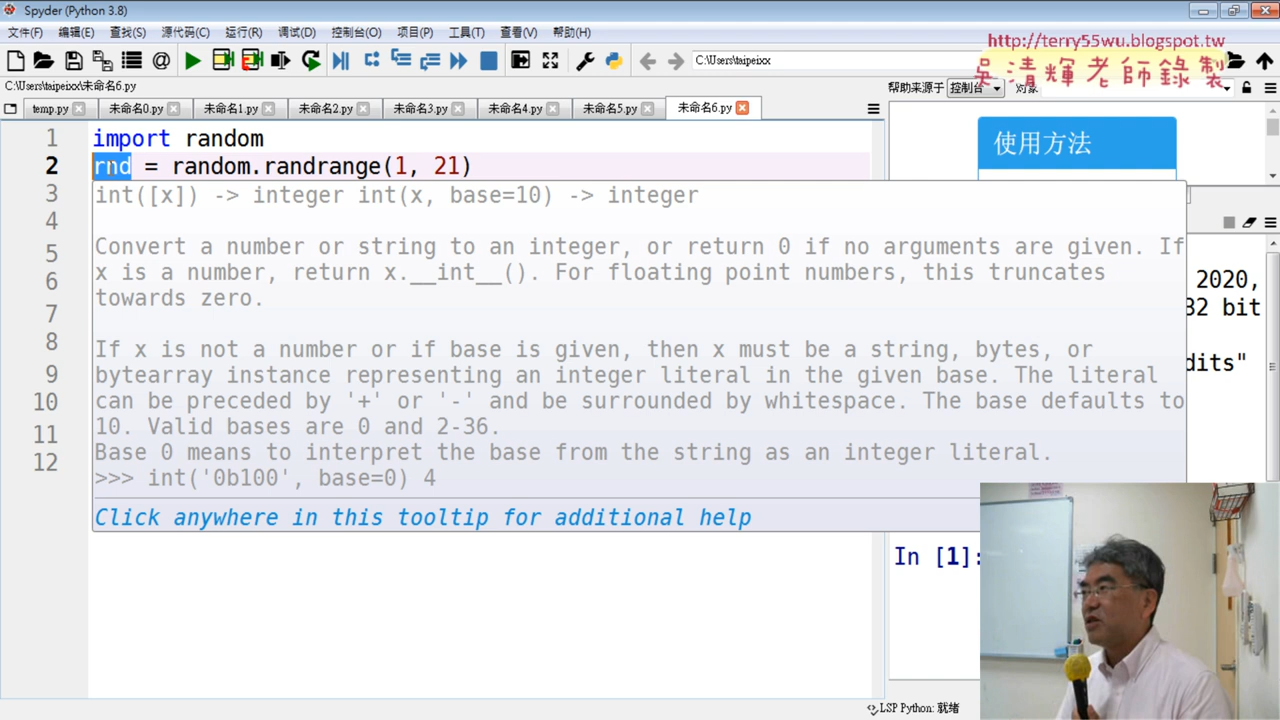 Spyder (Python 3.8)
文件(F) 编辑(E) 查找(S) 源代码(C) 运行(R) 调试(D) 控制台(O) 项目(P) 工具(T) 查看(V) 帮助(H)
http://terry55wu.blogspot.tw
吳清輝老師錄製
C:\Users\taipeixx
C:\Users\taipeixx\未命名6.py
帮助来源于 控制台 对象
temp.py 未命名0.py 未命名1.py 未命名2.py 未命名3.py 未命名4.py 未命名5.py 未命名6.py
使用方法
1 import random
2 rnd = random.randrange(1, 21)
3
4
5
6
7
8
9
10
11
12
int([x]) -> integer int(x, base=10) -> integer
Convert a number or string to an integer, or return 0 if no arguments are given. If
x is a number, return x.__int__(). For floating point numbers, this truncates
towards zero.
If x is not a number or if base is given, then x must be a string, bytes, or
bytearray instance representing an integer literal in the given base. The literal
can be preceded by '+' or '-' and be surrounded by whitespace. The base defaults to
10. Valid bases are 0 and 2-36.
Base 0 means to interpret the base from the string as an integer literal.
>>> int('0b100', base=0) 4
Click anywhere in this tooltip for additional help
2020,
32 bit
dits"
In [1]:
LSP Python: 就绪